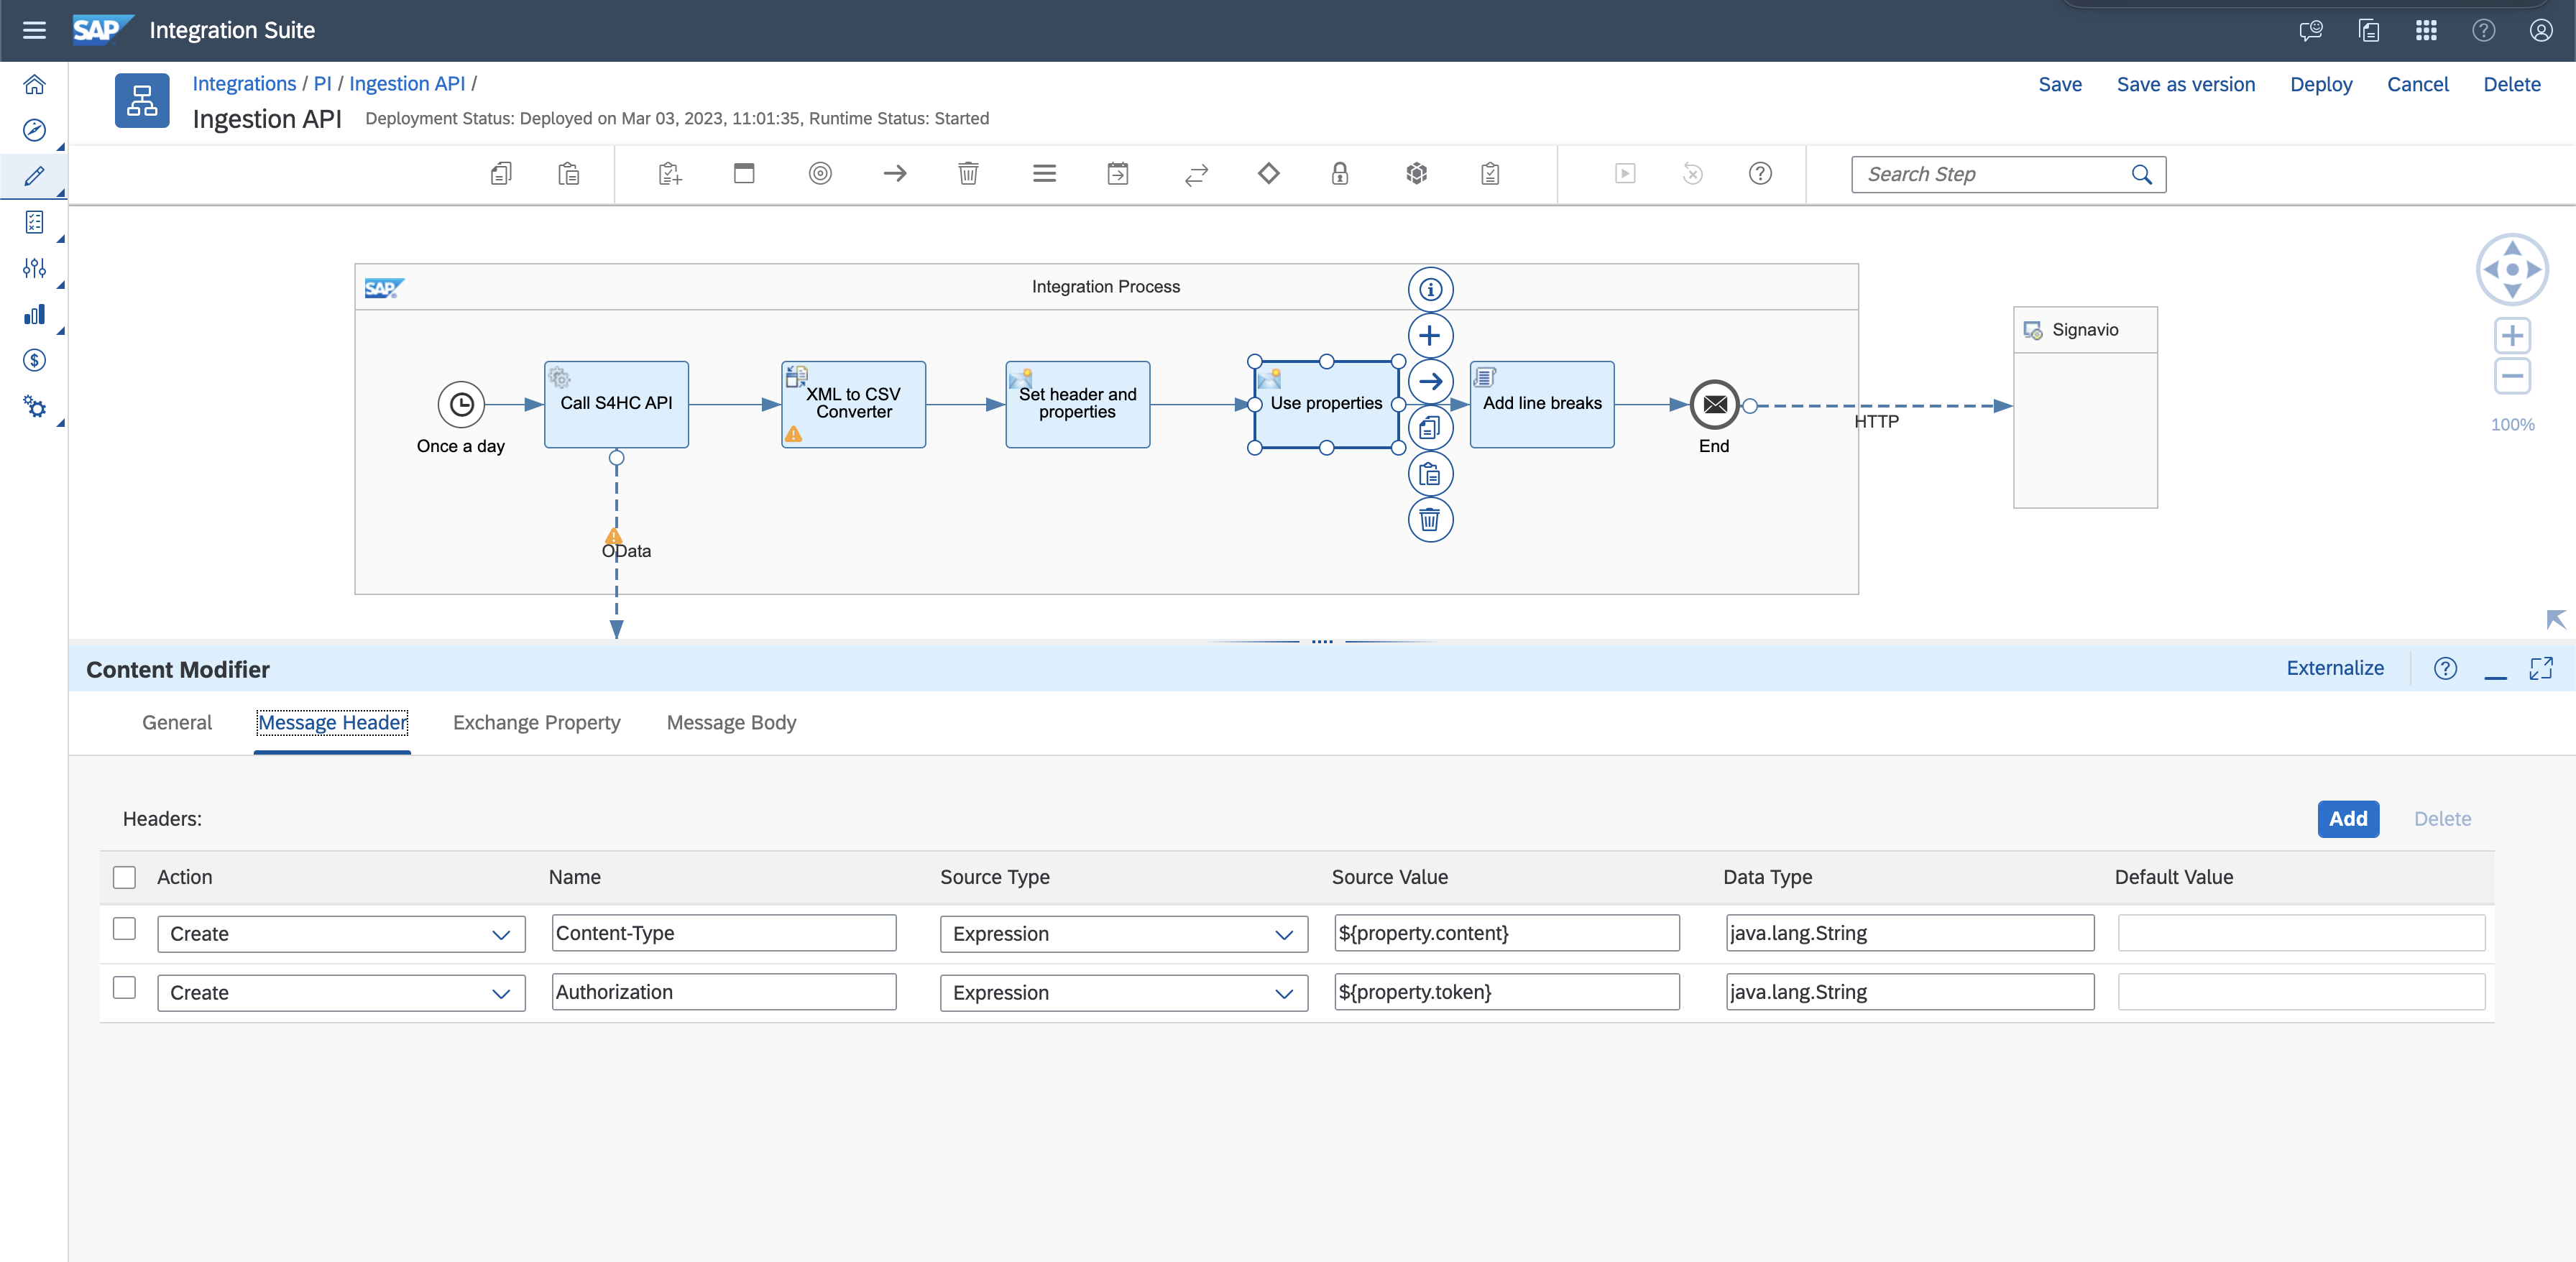 SAP Integration Suite
Integrations / PI / Ingestion API /
Save Save as version Deploy Cancel Delete
Ingestion API Deployment Status: Deployed on Mar 03, 2023, 11:01:35, Runtime Status: Started
Search Step
SAP Integration Process
Signavio
Once a day
Call S4HC API
XML to CSV
Converter
Set header and
properties
Use properties
Add line breaks
End
HTTP
OData
100%
Content Modifier Externalize
General Message Header Exchange Property Message Body
Headers: Add Delete
Action Name Source Type Source Value Data Type Default Value
Create Content-Type Expression ${property.content} java.lang.String
Create Authorization Expression ${property.token} java.lang.String